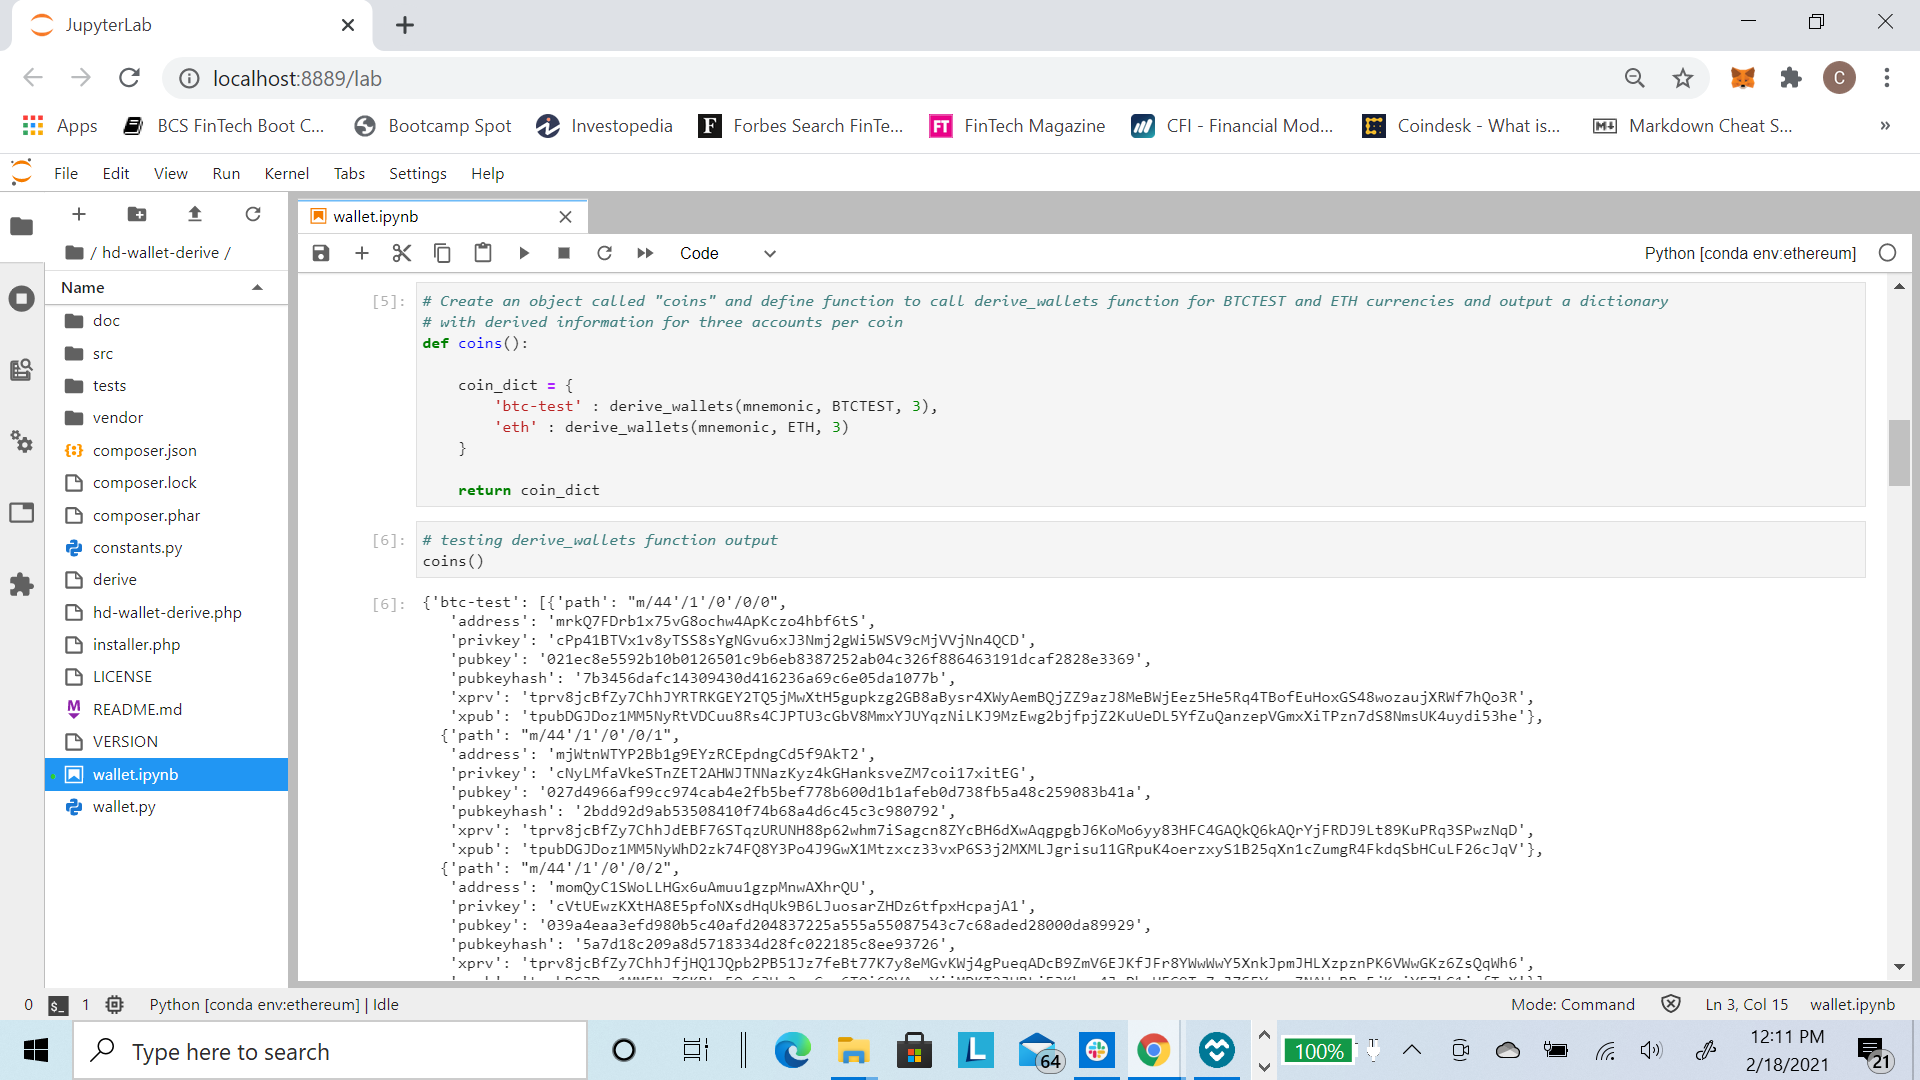 JupyterLab
localhost:8889/lab
C
Apps
BCS FinTech Boot C...
Bootcamp Spot
Investopedia
F
Forbes Search FinTe...
FT
FinTech Magazine
CFI - Financial Mod...
Coindesk - What is...
Markdown Cheat S...
»
File Edit View Run Kernel Tabs Settings Help
wallet.ipynb
/ hd-wallet-derive /
Code
Python [conda env:ethereum]
Name
doc
src
tests
vendor
composer.json
composer.lock
composer.phar
constants.py
derive
hd-wallet-derive.php
installer.php
LICENSE
README.md
VERSION
wallet.ipynb
wallet.py
[5]:
# Create an object called "coins" and define function to call derive_wallets function for BTCTEST and ETH currencies and output a dictionary
# with derived information for three accounts per coin
def coins():
coin_dict = {
'btc-test' : derive_wallets(mnemonic, BTCTEST, 3),
'eth' : derive_wallets(mnemonic, ETH, 3)
}
return coin_dict
[6]:
# testing derive_wallets function output
coins()
[6]:
{'btc-test': [{'path': "m/44'/1'/0'/0/0",
'address': 'mrkQ7FDrb1x75vG8ochw4ApKczo4hbf6tS',
'privkey': 'cPp41BTVx1v8yTSS8sYgNGvu6xJ3Nmj2gWi5WSV9cMjVVjNn4QCD',
'pubkey': '021ec8e5592b10b0126501c9b6eb8387252ab04c326f886463191dcaf2828e3369',
'pubkeyhash': '7b3456dafc14309430d416236a69c6e05da1077b',
'xprv': 'tprv8jcBfZy7ChhJYRTRKGEY2TQ5jMwXtH5gupkzg2GB8aBysr4XWyAemBQjZZ9azJ8MeBWjEez5He5Rq4TBofEuHoxGS48wozaujXRWf7hQo3R',
'xpub': 'tpubDGJDoz1MM5NyRtVDCuu8Rs4CJPTU3cGbV8MmxYJUYqzNiLKJ9MzEwg2bjfpjZ2KuUeDL5YfZuQanzepVGmxXiTPzn7dS8NmsUK4uydi53he'},
{'path': "m/44'/1'/0'/0/1",
'address': 'mjWtnWTYP2Bb1g9EYzRCEpdngCd5f9AkT2',
'privkey': 'cNyLMfaVkeSTnZET2AHWJTNNazKyz4kGHanksveZM7coi17xitEG',
'pubkey': '027d4966af99cc974cab4e2fb5bef778b600d1b1afeb0d738fb5a48c259083b41a',
'pubkeyhash': '2bdd92d9ab53508410f74b68a4d6c45c3c980792',
'xprv': 'tprv8jcBfZy7ChhJdEBF76STqzURUNH88p62whm7iSagcn8ZYcBH6dXwAqgpgbJ6KoMo6yy83HFC4GAQkQ6kAQrYjFRDJ9Lt89KuPRq3SPwzNqD',
'xpub': 'tpubDGJDoz1MM5NyWhD2zk74FQ8Y3Po4J9GwX1Mtzxcz33vxP6S3j2MXMLJgrisu11GRpuK4oerzxyS1B25qXn1cZumgR4FkdqSbHCuLF26cJqV'},
{'path': "m/44'/1'/0'/0/2",
'address': 'momQyC1SWoLLHGx6uAmuu1gzpMnwAXhrQU',
'privkey': 'cVtUEwzKXtHA8E5pfoNXsdHqUk9B6LJuosarZHDz6tfpxHcpajA1',
'pubkey': '039a4eaa3efd980b5c40afd204837225a555a55087543c7c68aded28000da89929',
'pubkeyhash': '5a7d18c209a8d5718334d28fc022185c8ee93726',
'xprv': 'tprv8jcBfZy7ChhJfjHQ1JQpb2PB51Jz7feBt77K7y8eMGvKWj4gPueqADcB9ZmV6EJKfJFr8YWwWwY5XnkJpmJHLXzpznPK6VWwGKz6ZsQqWh6',
0 $_ 1 Python [conda env:ethereum] | Idle
Mode: Command
Ln 3, Col 15
wallet.ipynb
Type here to search
L
64
100%
12:11 PM
2/18/2021
21